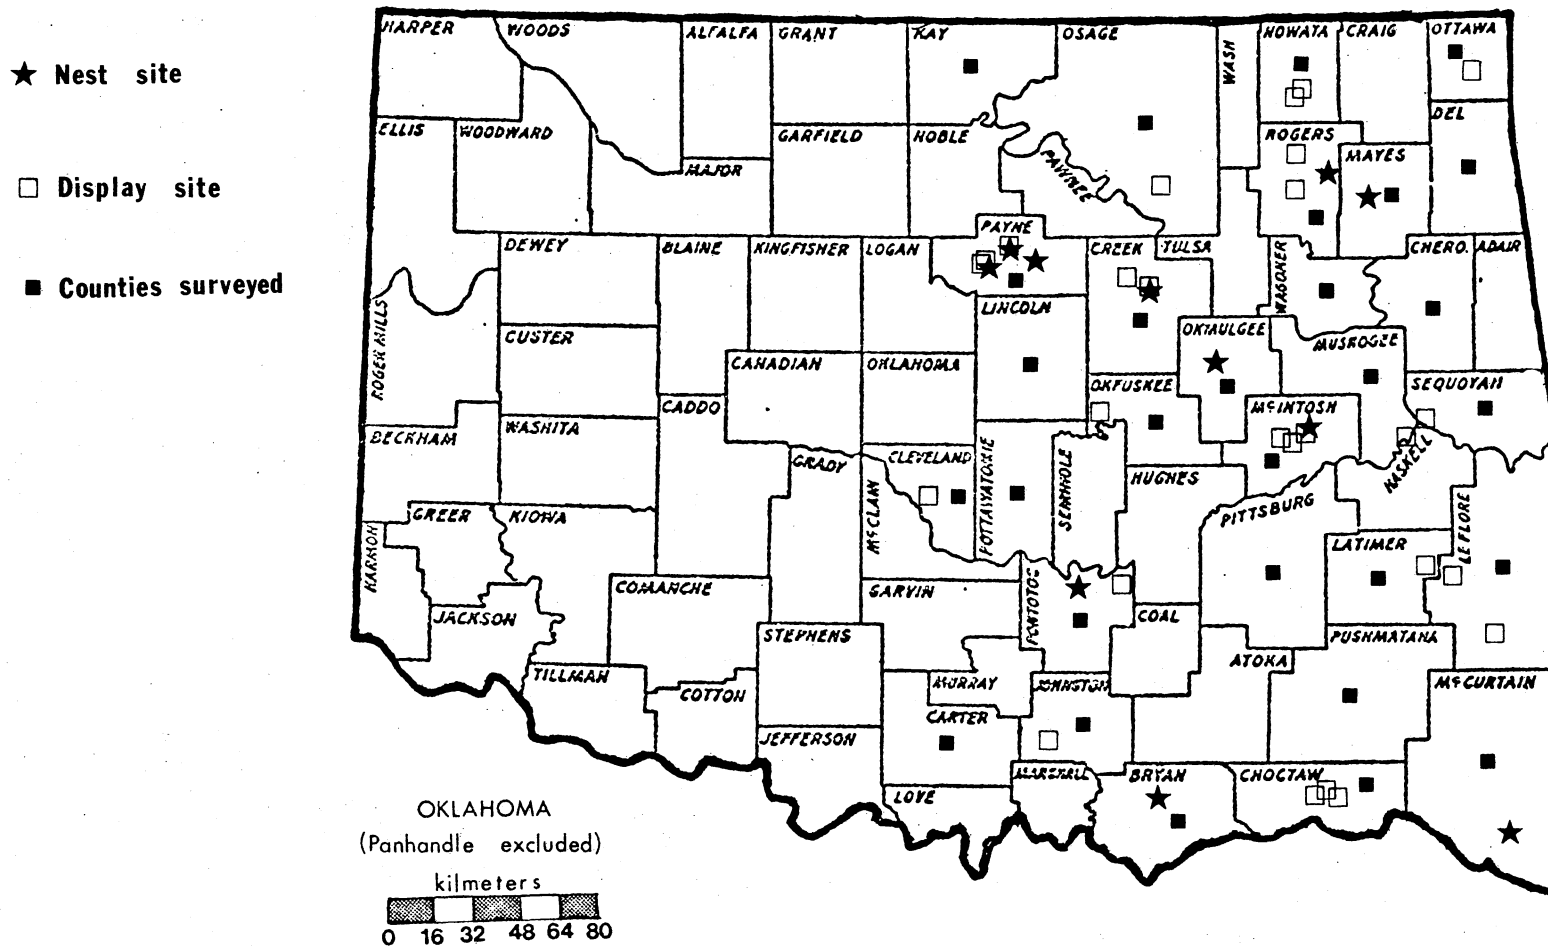 Nest site
Display site
Counties surveyed
HARPER
WOODS
ALFALFA
GRANT
KAY
OSAGE
WASH
NOWATA
CRAIG
OTTAWA
ELLIS
WOODWARD
MAJOR
GARFIELD
NOBLE
PAWNEE
ROGERS
MAYES
DEL
DEWEY
BLAINE
KINGFISHER
LOGAN
PAYNE
CREEK
TULSA
WAGONER
CHERO.
ADAIR
ROGER MILLS
CUSTER
CANADIAN
OKLAHOMA
LINCOLN
OKMULGEE
MUSKOGEE
SEQUOYAH
BECKHAM
WASHITA
CADDO
GRADY
McCLAIN
CLEVELAND
POTTAWATOMIE
SEMINOLE
OKFUSKEE
HUGHES
McINTOSH
HASKELL
PITTSBURG
LATIMER
LE FLORE
HARMON
GREER
KIOWA
JACKSON
COMANCHE
STEPHENS
GARVIN
PONTOTOC
COAL
ATOKA
PUSHMATAHA
McCURTAIN
TILLMAN
COTTON
JEFFERSON
MURRAY
CARTER
JOHNSTON
LOVE
MARSHALL
BRYAN
CHOCTAW
OKLAHOMA
(Panhandle excluded)
kilmeters
0 16 32 48 64 80